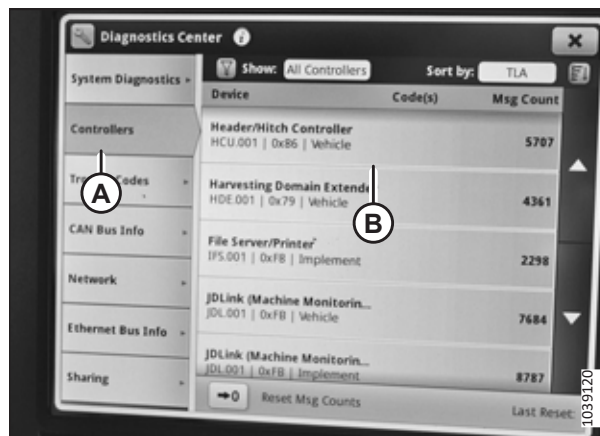 Diagnostics Center i
System Diagnostics
Show: All Controllers Sort by: TLA
Device Code(s) Msg Count
Controllers
Header/Hitch Controller
HCU.001 | 0x86 | Vehicle 5707
A
B
Codes
Harvesting Domain Extende
HDE.001 | 0x79 | Vehicle 4361
CAN Bus Info
File Server/Printer
IFS.001 | 0xFB | Implement 2298
Network
JDLink (Machine Monitorin...
JDL.001 | 0xFB | Vehicle 7684
Ethernet Bus Info
JDLink (Machine Monitorin...
JDL.001 | 0xFB | Implement 8787
Sharing
→0 Reset Msg Counts Last Reset:
1039120